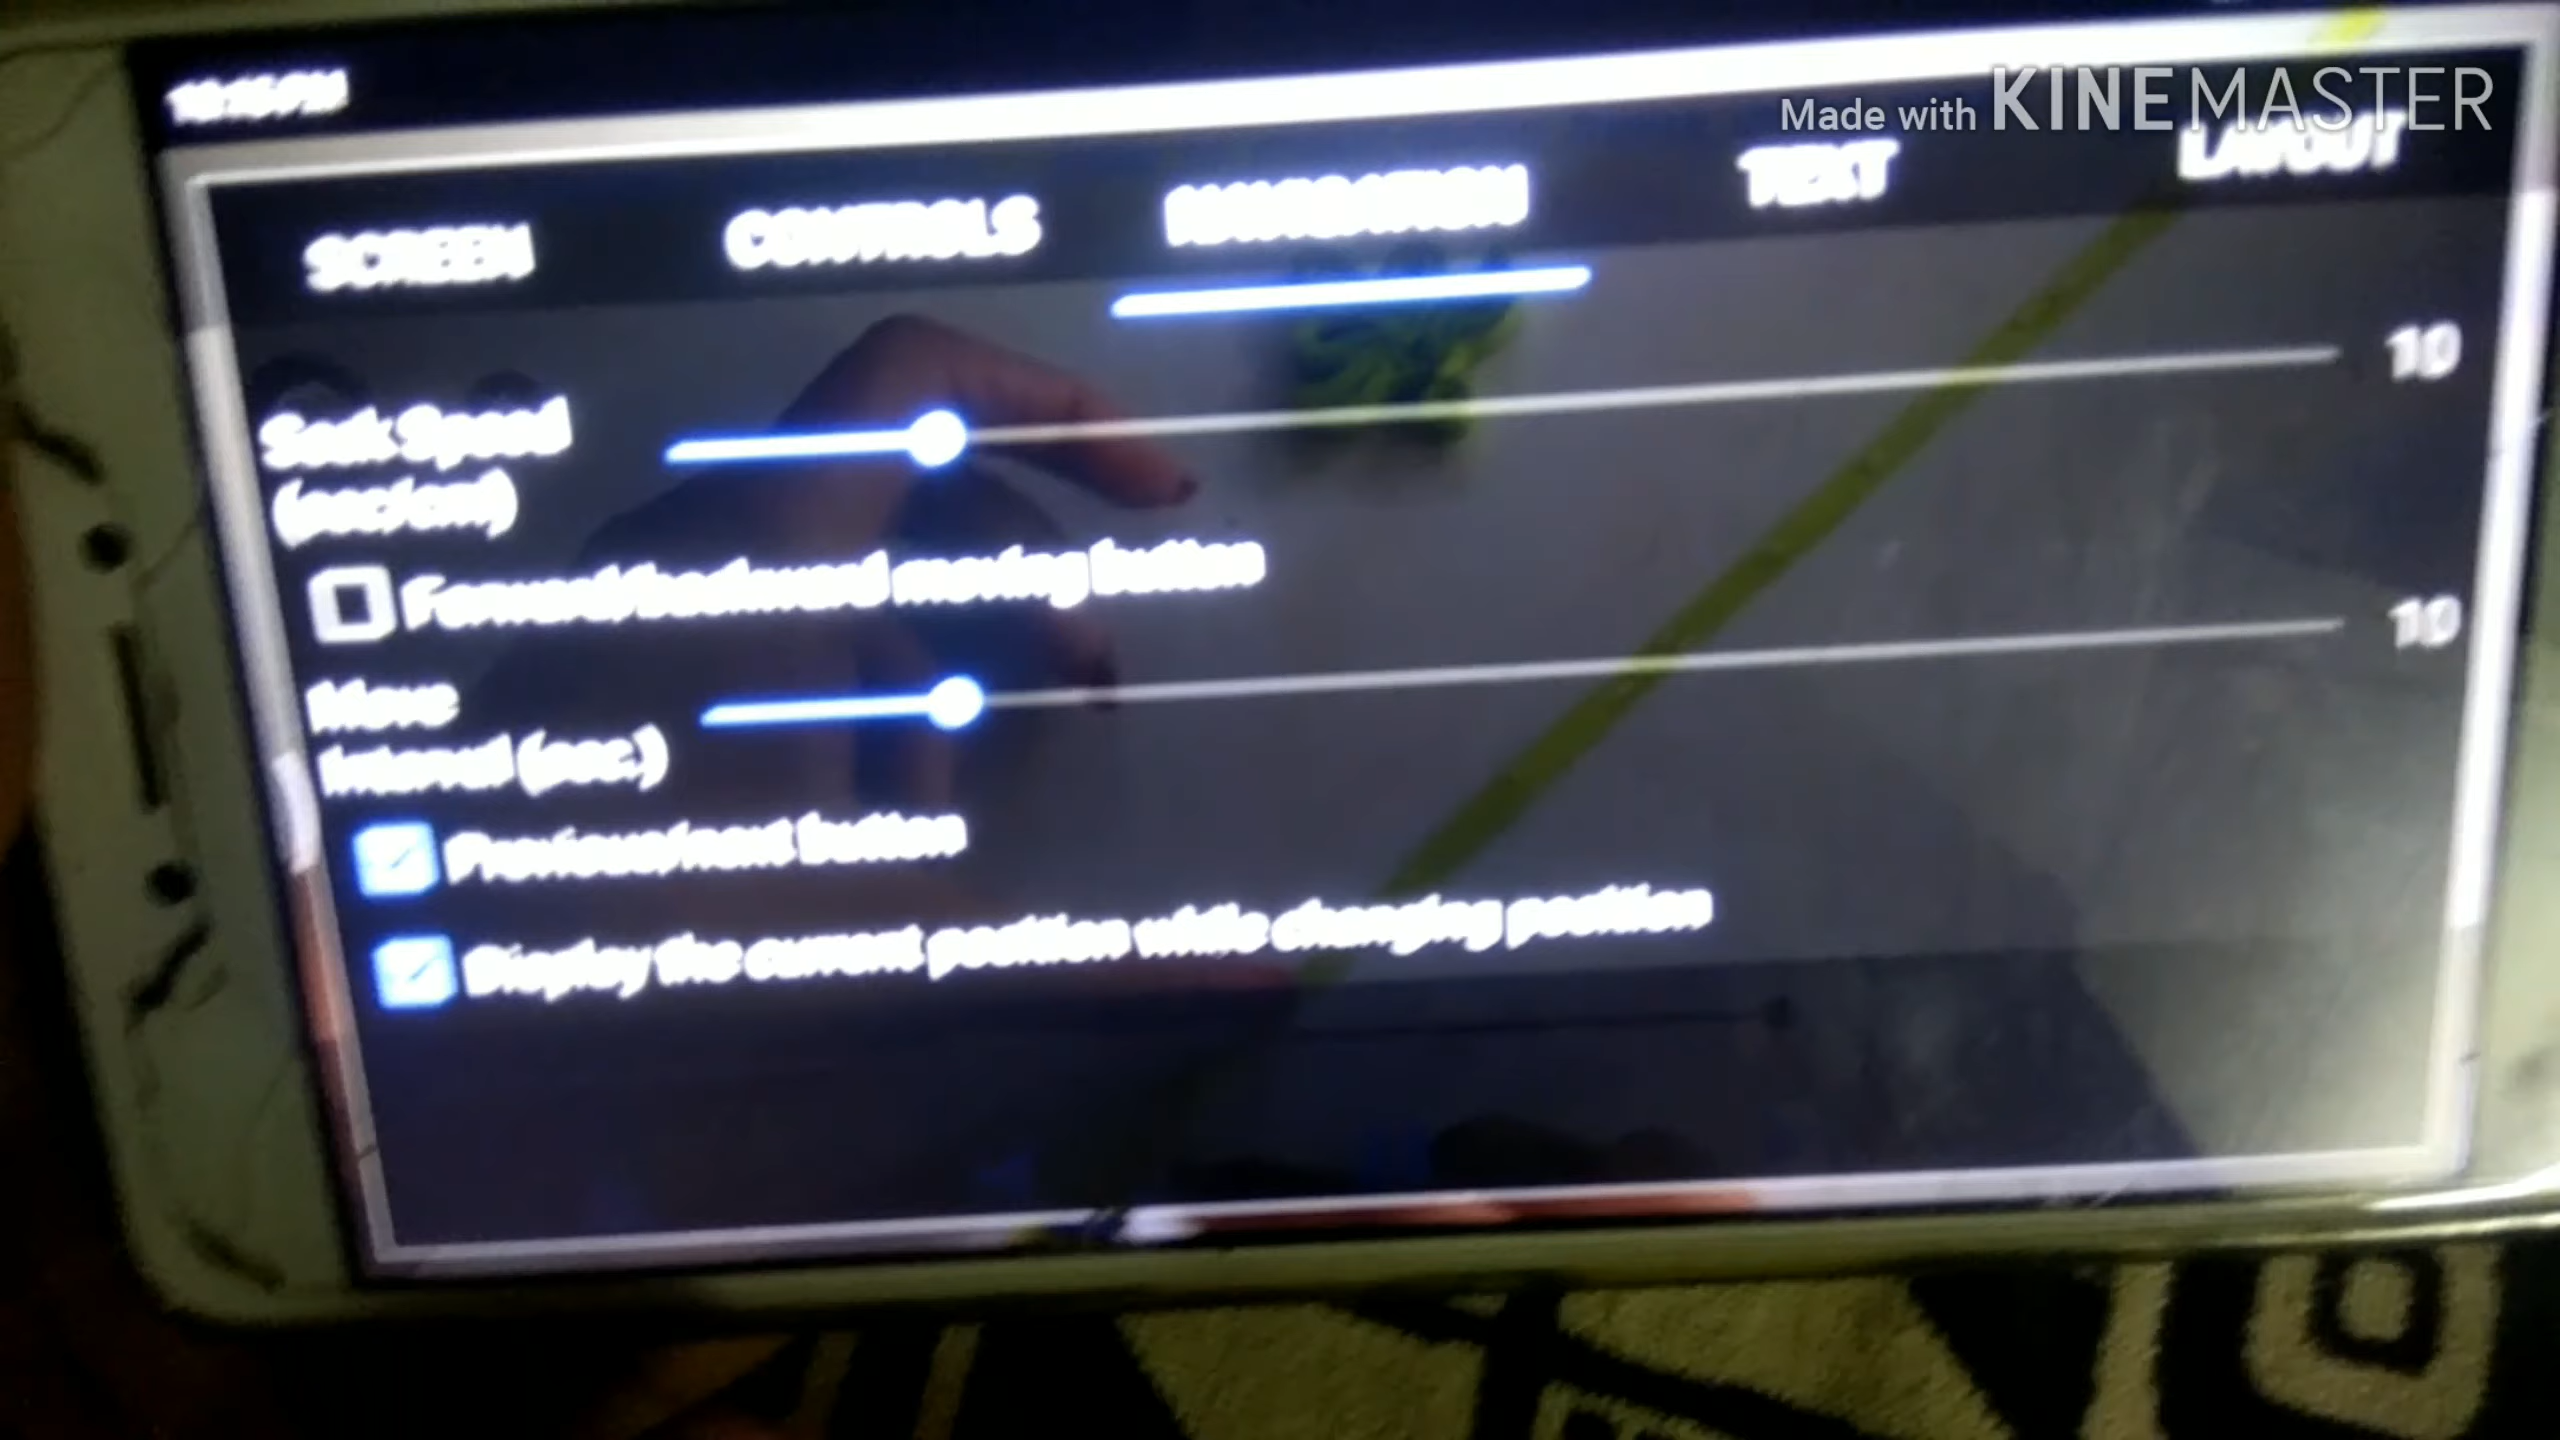 Made with KINEMASTER
SCREEN CONTROLS NAVIGATION TEXT LAYOUT
Seek Speed
(sec/cm)
10
Forward/backward moving button
Move
Interval (sec.)
10
Previous/next button
Display the current position while changing position